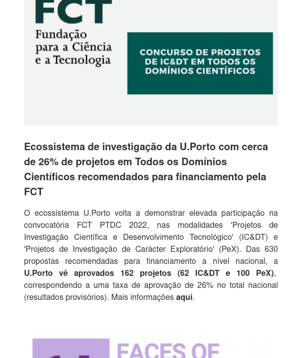 FCT
Fundação
para a Ciência
e a Tecnologia
CONCURSO DE PROJETOS
DE IC&DT EM TODOS OS
DOMÍNIOS CIENTÍFICOS
Ecossistema de investigação da U.Porto com cerca
de 26% de projetos em Todos os Domínios
Científicos recomendados para financiamento pela
FCT
O ecossistema U.Porto volta a demonstrar elevada participação na
convocatória FCT PTDC 2022, nas modalidades 'Projetos de
Investigação Científica e Desenvolvimento Tecnológico' (IC&DT) e
'Projetos de Investigação de Carácter Exploratório' (PeX). Das 630
propostas recomendadas para financiamento a nível nacional, a
U.Porto vê aprovados 162 projetos (62 IC&DT e 100 PeX),
correspondendo a uma taxa de aprovação de 26% no total nacional
(resultados provisórios). Mais informações aqui.
FACES OF